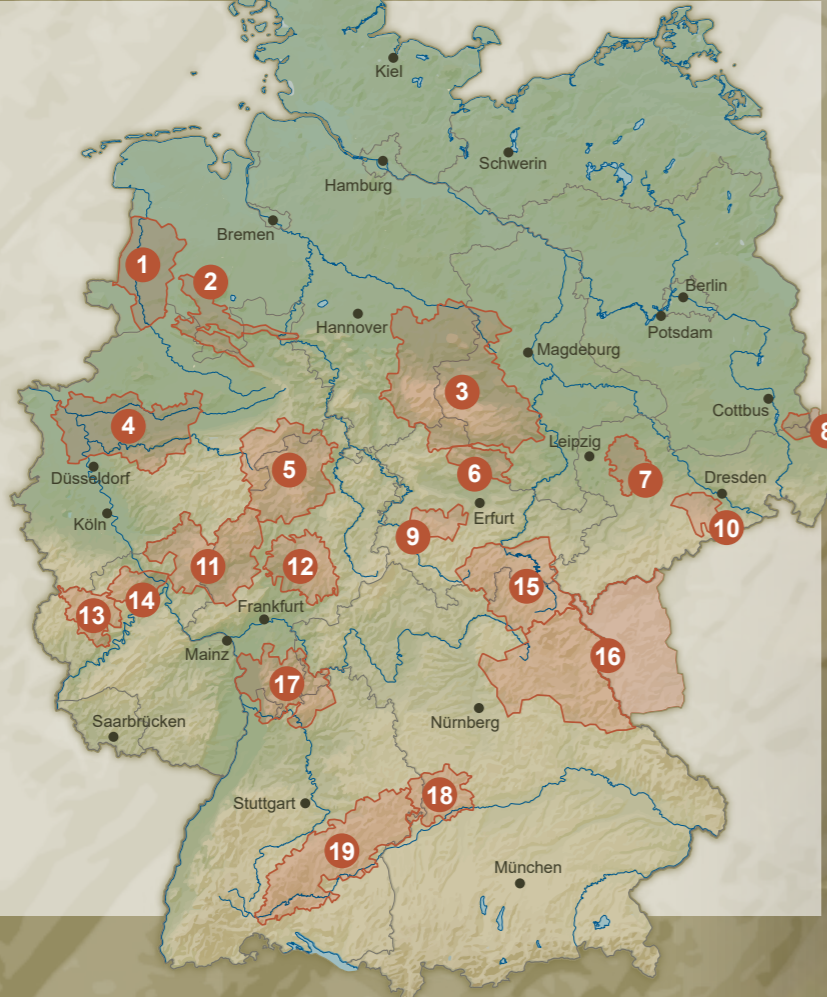 Kiel
Schwerin
Hamburg
Bremen
1
2
Berlin
Hannover
Potsdam
Magdeburg
3
Cottbus
4
8
Leipzig
5
6
7
Düsseldorf
Dresden
Köln
Erfurt
9
10
11
12
15
14
13
Frankfurt
Mainz
16
17
Saarbrücken
Nürnberg
18
Stuttgart
19
München